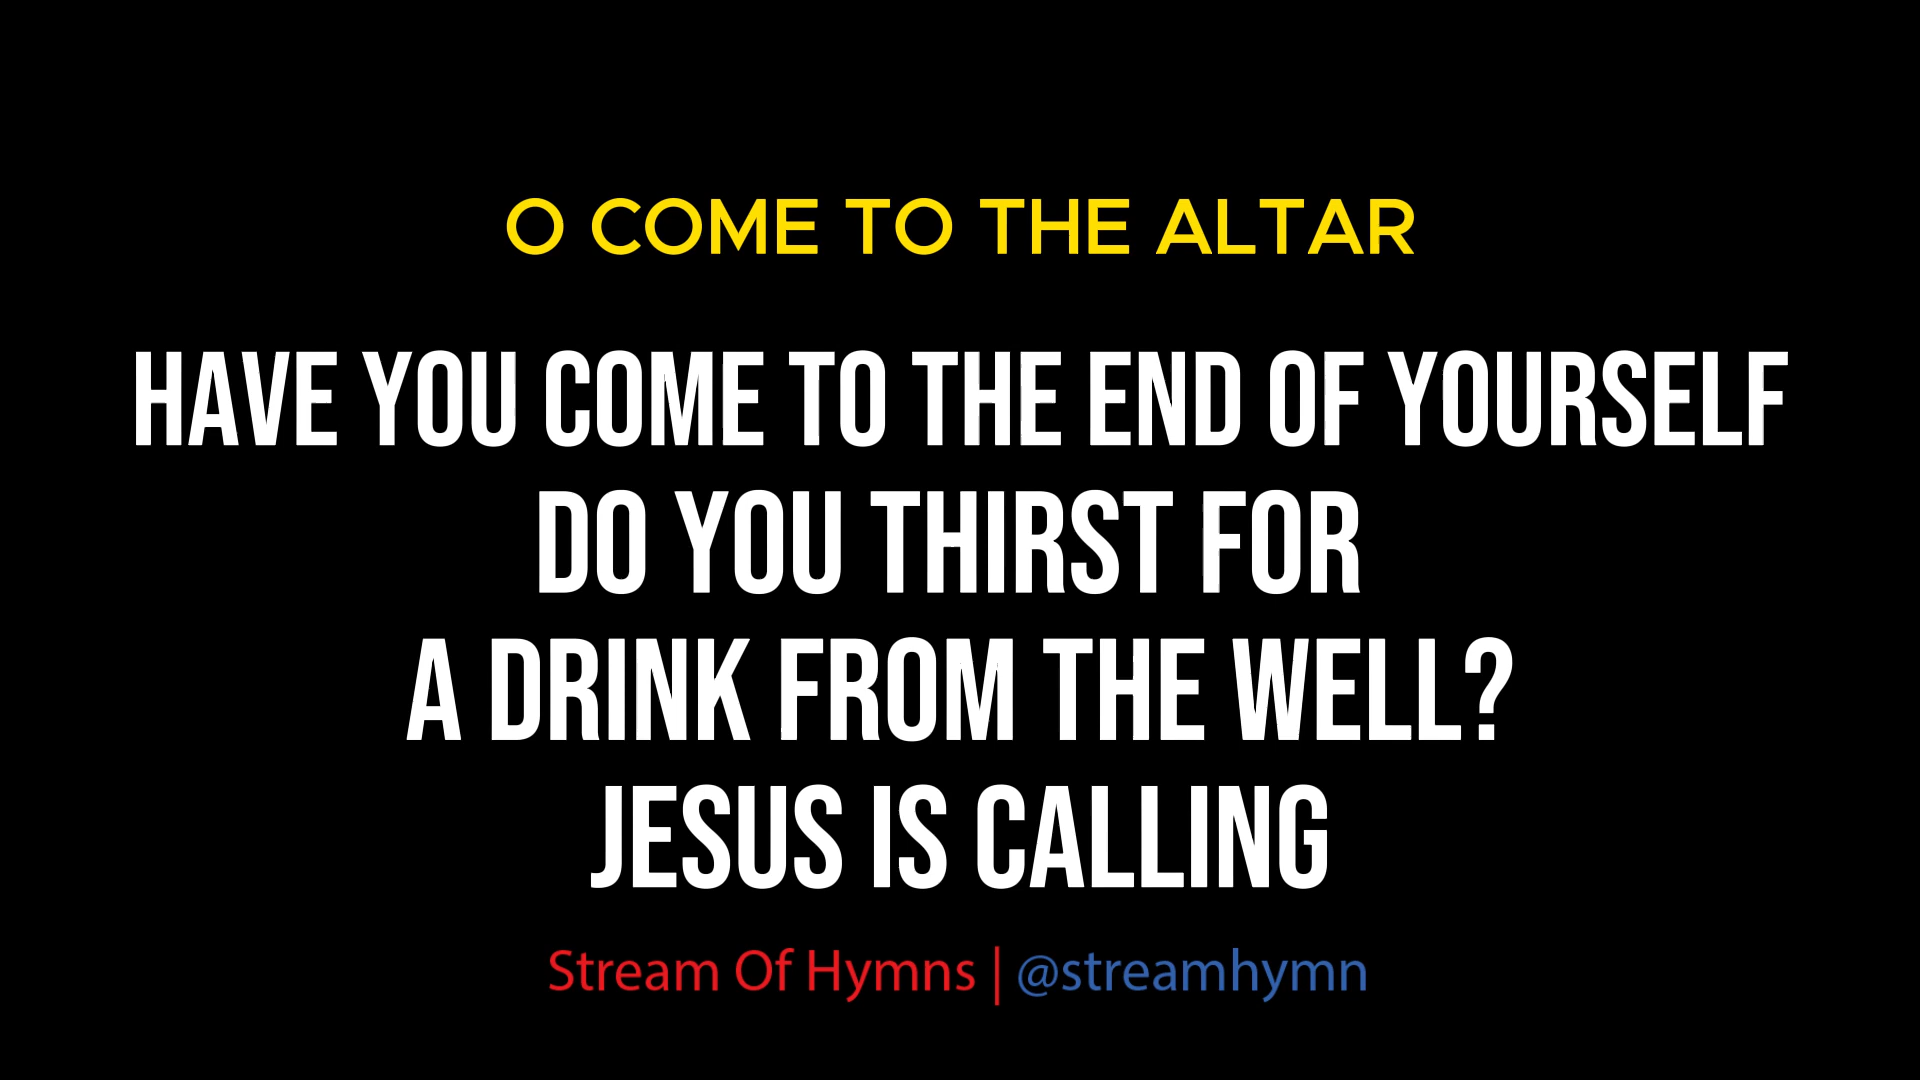 O COME TO THE ALTAR
HAVE YOU COME TO THE END OF YOURSELF
DO YOU THIRST FOR
A DRINK FROM THE WELL?
JESUS IS CALLING
Stream Of Hymns | @streamhymn